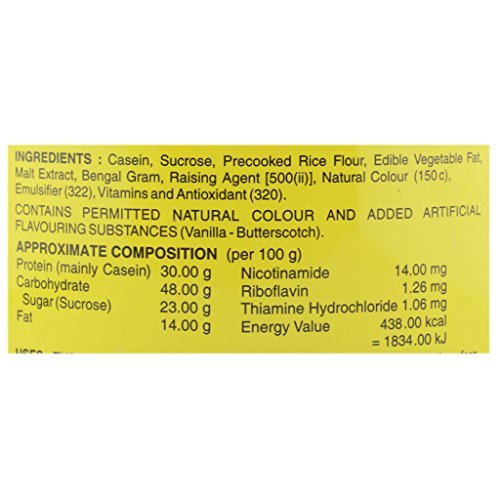 INGREDIENTS : Casein, Sucrose, Precooked Rice Flour, Edible Vegetable Fat,
Malt Extract, Bengal Gram, Raising Agent [500(ii)], Natural Colour (150c),
Emulsifier (322), Vitamins and Antioxidant (320).
CONTAINS PERMITTED NATURAL COLOUR AND ADDED ARTIFICIAL
FLAVOURING SUBSTANCES (Vanilla - Butterscotch).
APPROXIMATE COMPOSITION (per 100 g)
Protein (mainly Casein) 30.00 g
Carbohydrate 48.00 g
Sugar (Sucrose) 23.00 g
Fat 14.00 g
Nicotinamide 14.00 mg
Riboflavin 1.26 mg
Thiamine Hydrochloride 1.06 mg
Energy Value 438.00 kcal
= 1834.00 kJ